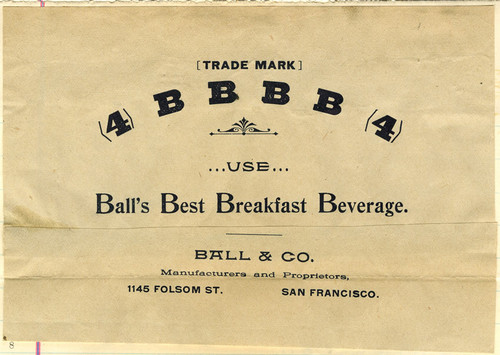 [TRADE MARK]
(4) B B B B (4)
...USE...
Ball's Best Breakfast Beverage.
BALL & CO.
Manufacturers and Proprietors,
1145 FOLSOM ST. SAN FRANCISCO.
8